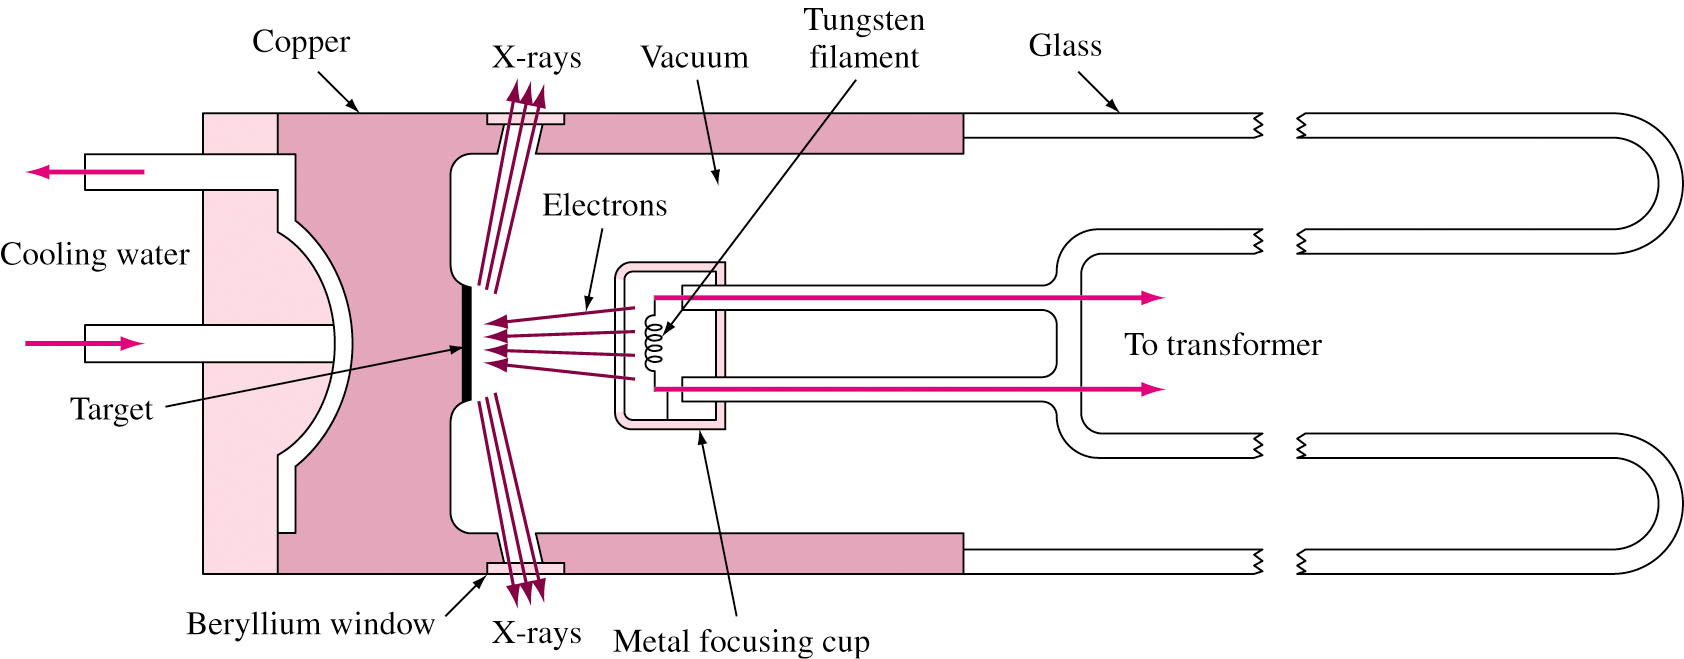 Tungsten
filament
Copper
X-rays
Vacuum
Glass
Electrons
Cooling water
To transformer
Target
Beryllium window
X-rays
Metal focusing cup